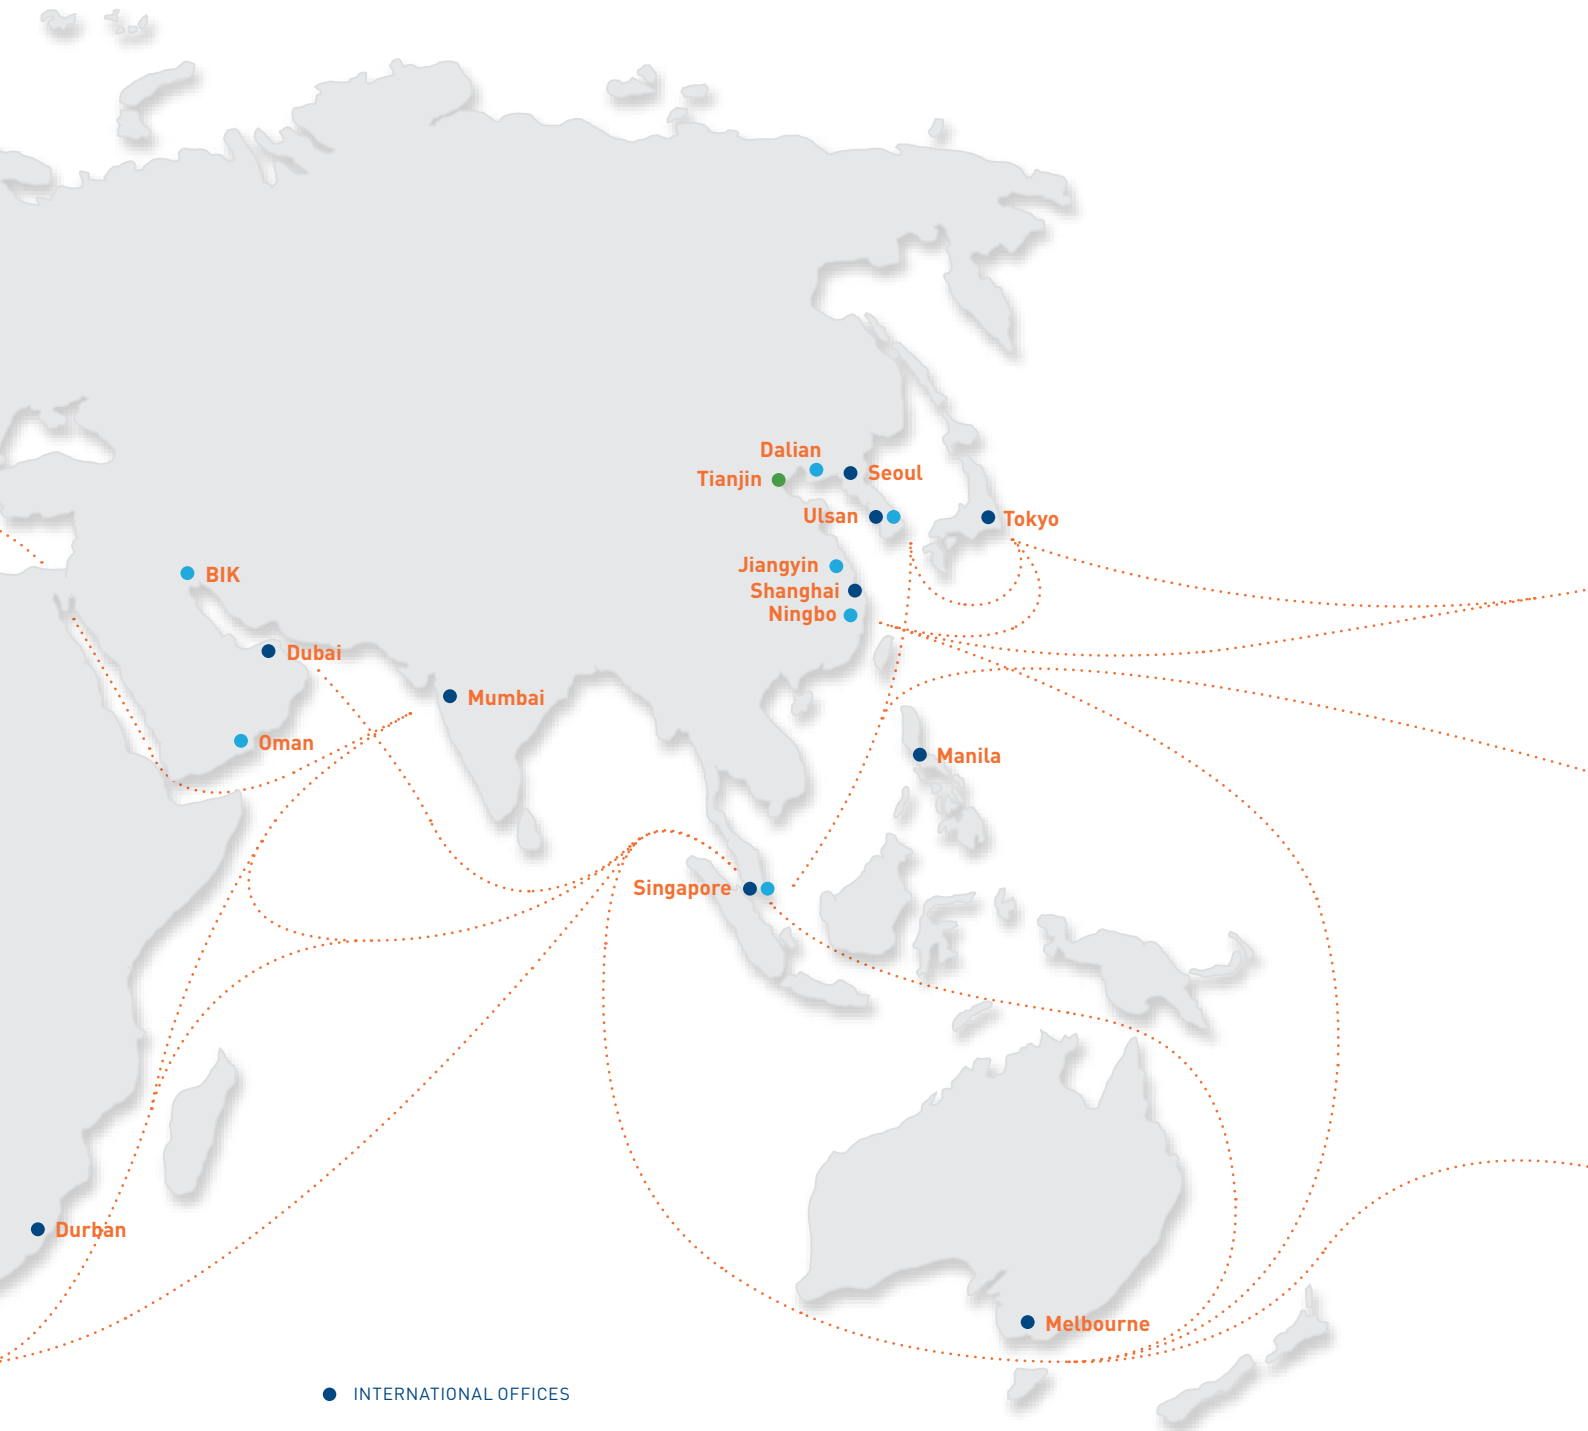 Dalian
Tianjin
Seoul
Ulsan
Tokyo
Jiangyin
BIK
Shanghai
Ningbo
Dubai
Mumbai
Oman
Manila
Singapore
Durban
Melbourne
INTERNATIONAL OFFICES